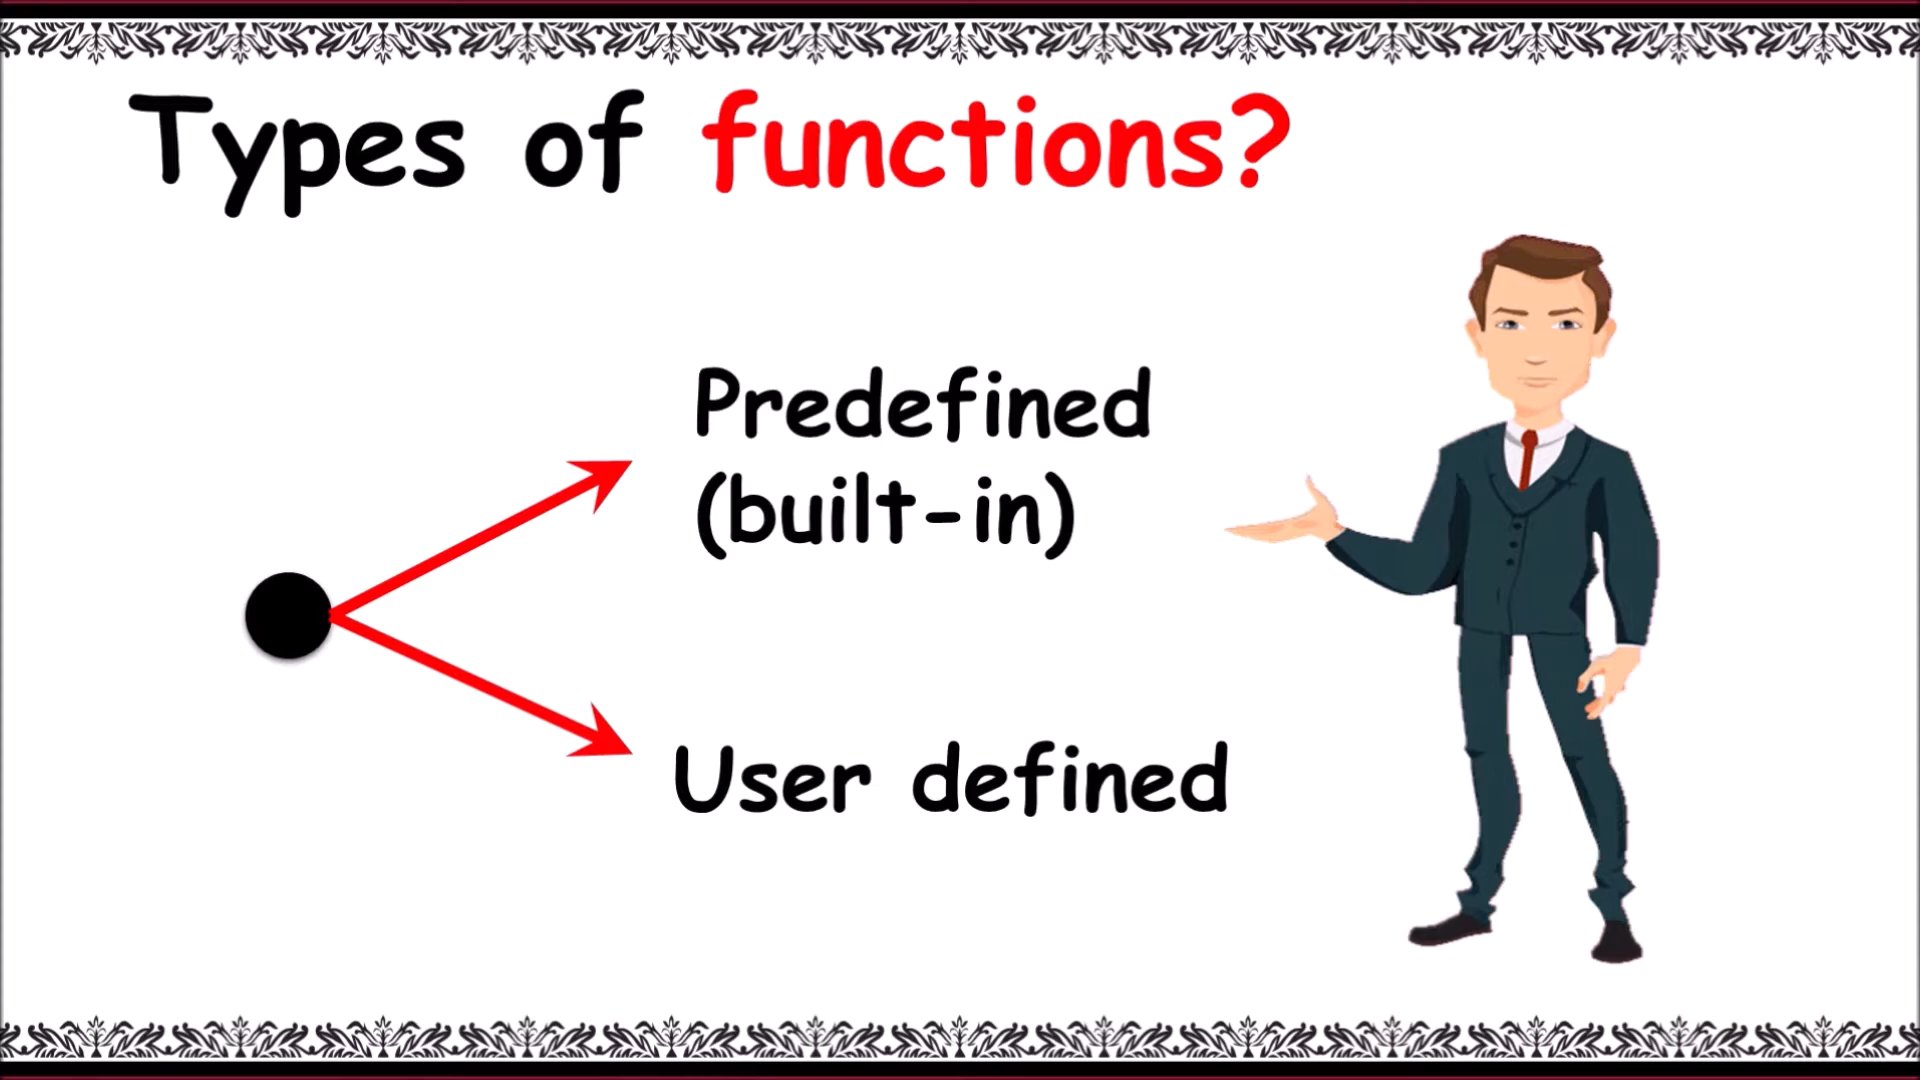 Types of functions?
Predefined
(built-in)
User defined